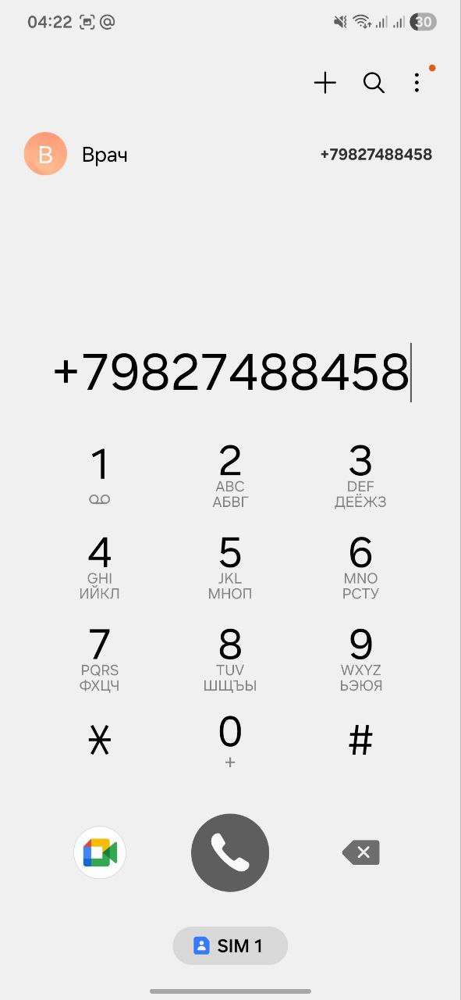 04:22
30
В Врач +79827488458
+79827488458
1 2 3
ABC DEF
АБВГ ДЕЁЖЗ
4 5 6
GHI JKL MNO
ИЙКЛ МНОП РСТУ
7 8 9
PQRS TUV WXYZ
ФХЦЧ ШЩЪЫ ЬЭЮЯ
* 0 #
+
SIM 1